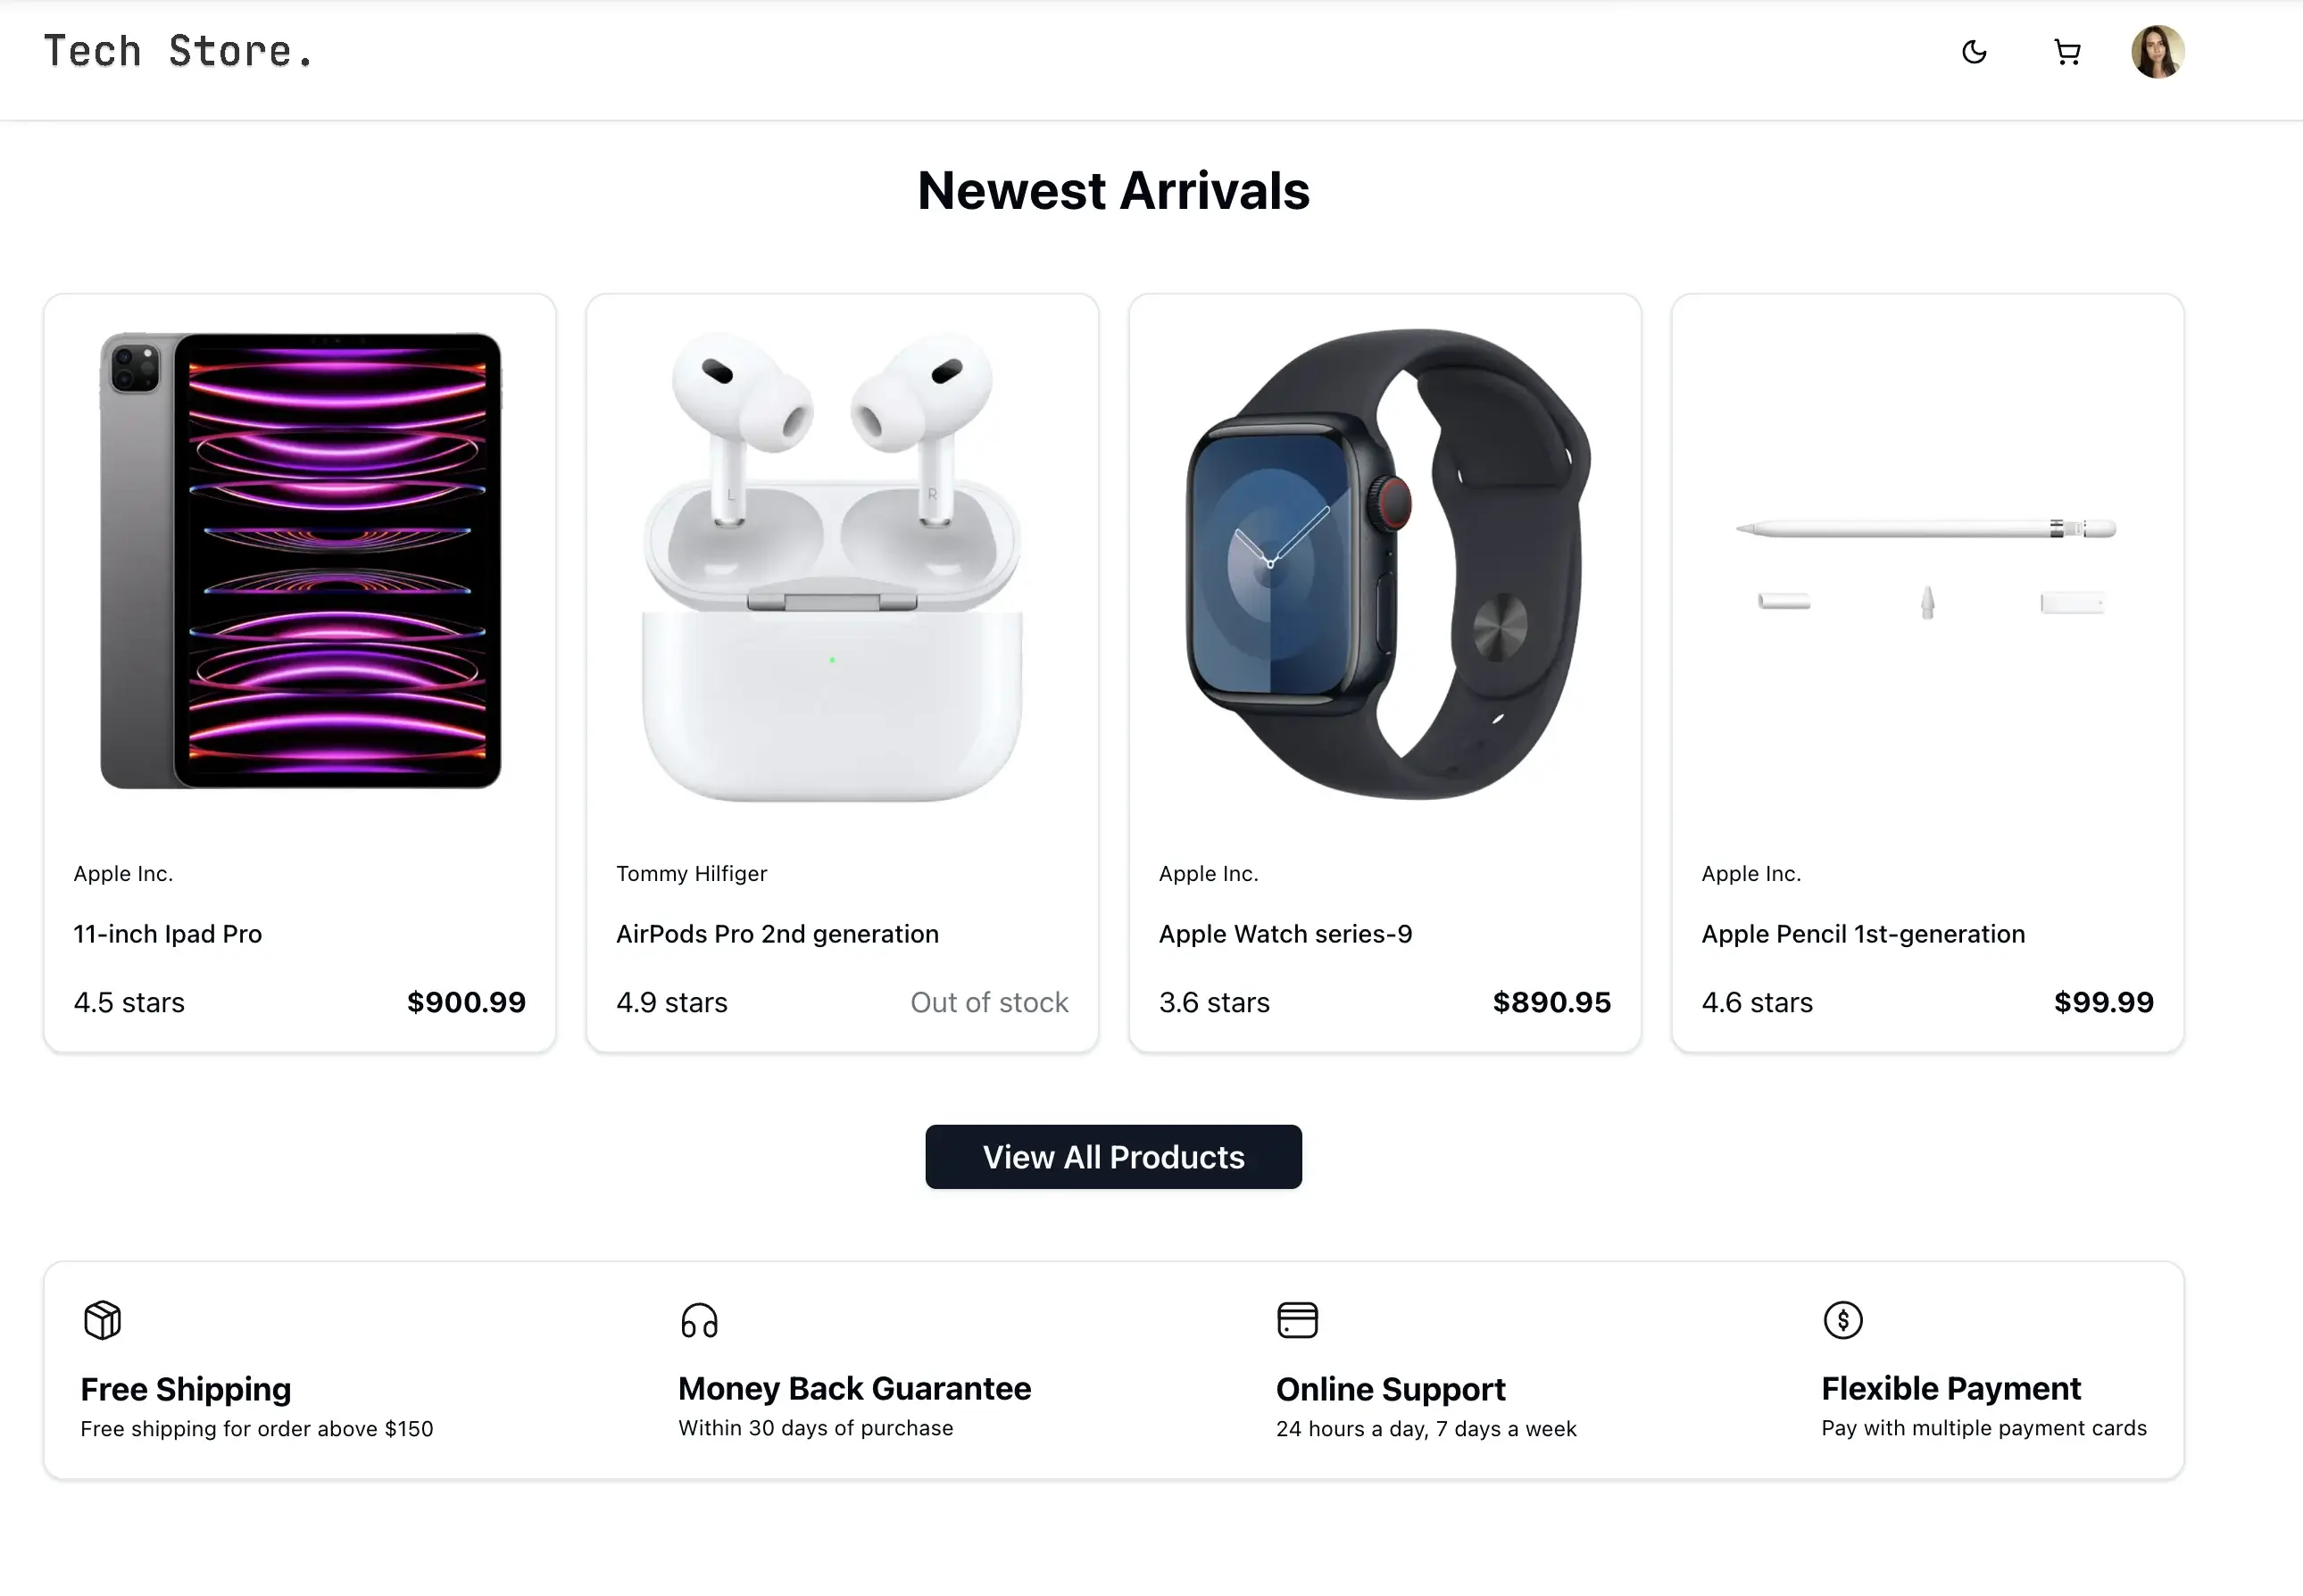 Tech Store.
Newest Arrivals
L
R
Apple Inc.
11-inch Ipad Pro
4.5 stars
$900.99
Tommy Hilfiger
AirPods Pro 2nd generation
4.9 stars
Out of stock
Apple Inc.
Apple Watch series-9
3.6 stars
$890.95
Apple Inc.
Apple Pencil 1st-generation
4.6 stars
$99.99
View All Products
Free Shipping
Free shipping for order above $150
Money Back Guarantee
Within 30 days of purchase
Online Support
24 hours a day, 7 days a week
Flexible Payment
Pay with multiple payment cards